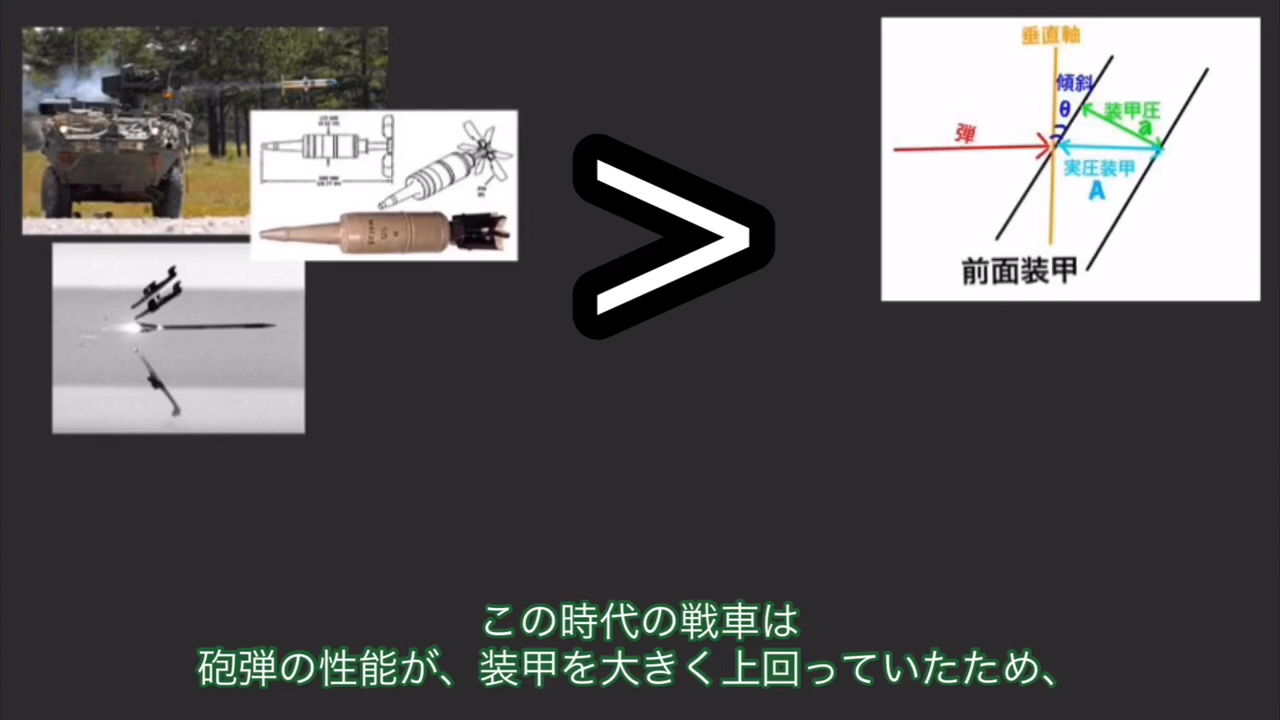 垂直軸
傾斜
θ
装甲圧
a
弾
実圧装甲
A
前面装甲
この時代の戦車は
砲弾の性能が、装甲を大きく上回っていたため、